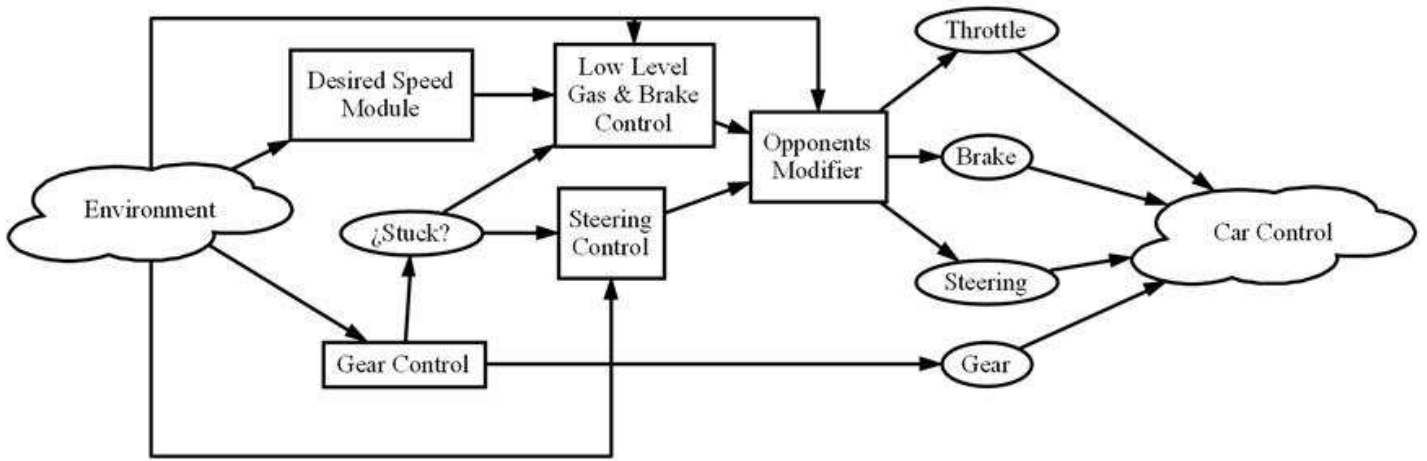 Throttle
Desired Speed
Module
Low Level
Gas & Brake
Control
Opponents
Modifier
Brake
Environment
¿Stuck?
Steering
Control
Car Control
Steering
Gear Control
Gear